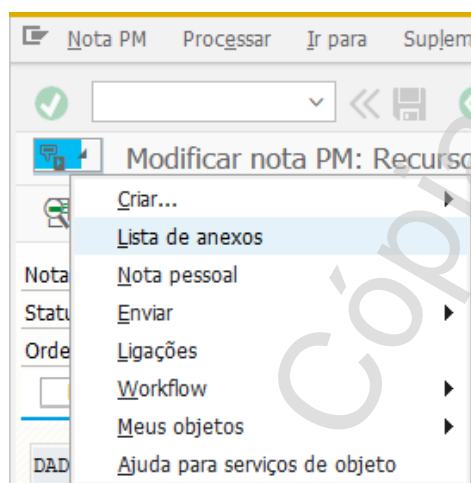 Nota PM Processar Ir para Suplem
Modificar nota PM: Recurso
Criar...
Lista de anexos
Nota Nota pessoal
Statu Enviar
Orde Ligações
Workflow
Meus objetos
DAD Ajuda para serviços de objeto
Cópi